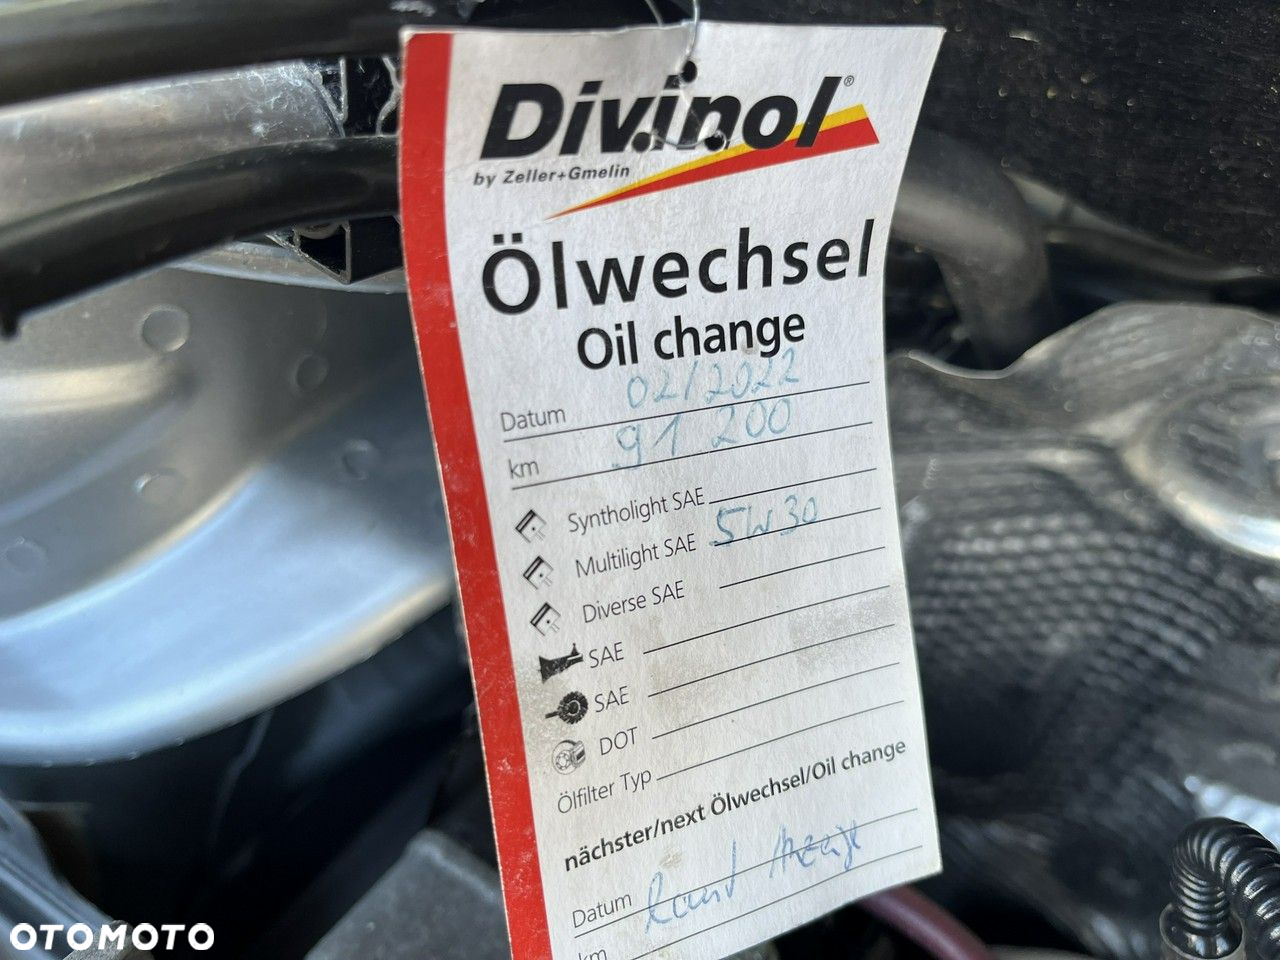 Divinol®
by Zeller+Gmelin
Ölwechsel
Oil change
Datum 02/2022
km 91 200
Syntholight SAE
Multilight SAE 5W30
Diverse SAE
SAE
SAE
DOT
Ölfilter Typ
nächster/next Ölwechsel/Oil change
Datum
km
OTOMOTO